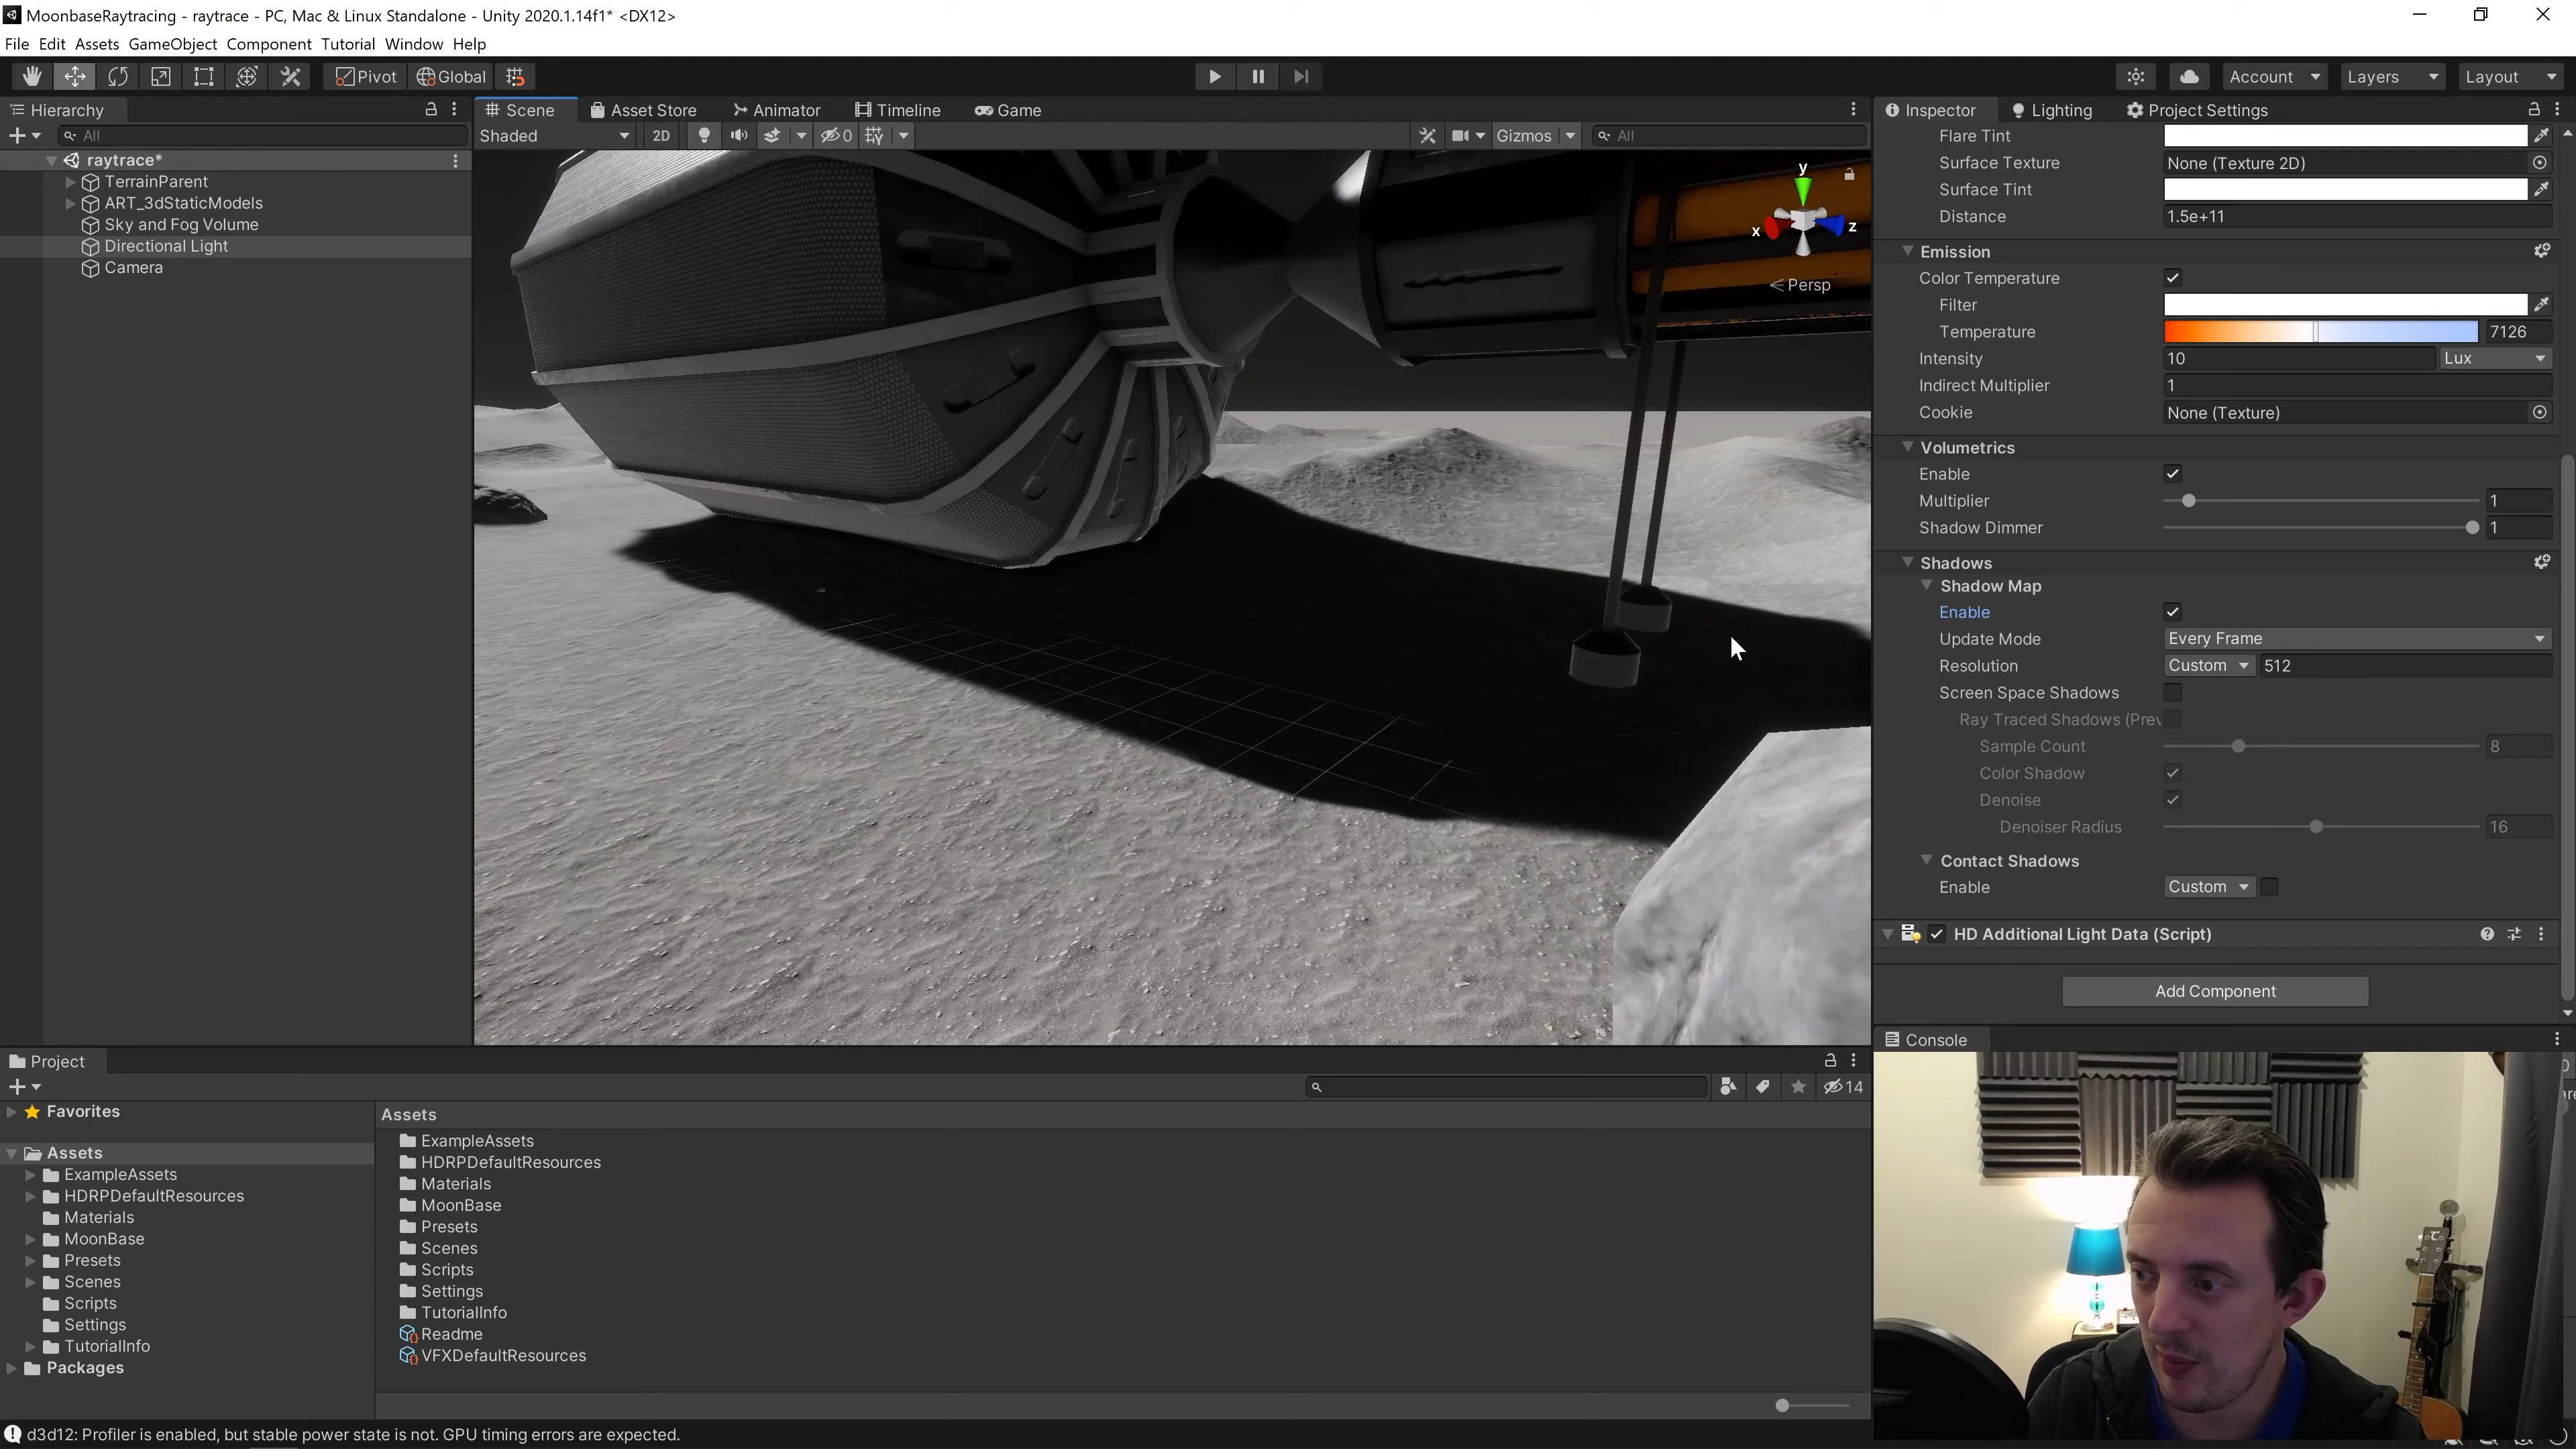 MoonbaseRaytracing - raytrace - PC, Mac & Linux Standalone - Unity 2020.1.14f1* <DX12>
File Edit Assets GameObject Component Tutorial Window Help
Pivot Global Account Layers Layout
Hierarchy
All
raytrace*
TerrainParent
ART_3dStaticModels
Sky and Fog Volume
Directional Light
Camera
Scene Asset Store Animator Timeline Game
Shaded 2D 0 Gizmos All
y
x z
Persp
Inspector Lighting Project Settings
Flare Tint
Surface Texture None (Texture 2D)
Surface Tint
Distance 1.5e+11
Emission
Color Temperature
Filter
Temperature 7126
Intensity 10 Lux
Indirect Multiplier 1
Cookie None (Texture)
Volumetrics
Enable
Multiplier 1
Shadow Dimmer 1
Shadows
Shadow Map
Enable
Update Mode Every Frame
Resolution Custom 512
Screen Space Shadows
Ray Traced Shadows (Prev
Sample Count 8
Color Shadow
Denoise
Denoiser Radius 16
Contact Shadows
Enable Custom
HD Additional Light Data (Script)
Add Component
Console
Project
14
Favorites
Assets
ExampleAssets
HDRPDefaultResources
Materials
MoonBase
Presets
Scenes
Scripts
Settings
TutorialInfo
Packages
Assets
ExampleAssets
HDRPDefaultResources
Materials
MoonBase
Presets
Scenes
Scripts
Settings
TutorialInfo
Readme
VFXDefaultResources
d3d12: Profiler is enabled, but stable power state is not. GPU timing errors are expected.